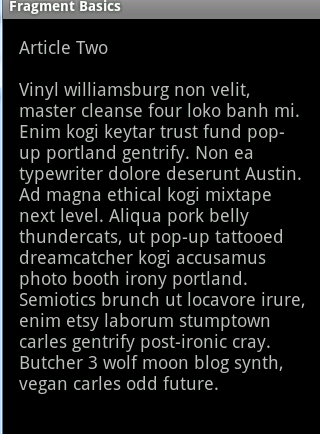 Fragment Basics
Article Two
Vinyl williamsburg non velit,
master cleanse four loko banh mi.
Enim kogi keytar trust fund pop-
up portland gentrify. Non ea
typewriter dolore deserunt Austin.
Ad magna ethical kogi mixtape
next level. Aliqua pork belly
thundercats, ut pop-up tattooed
dreamcatcher kogi accusamus
photo booth irony portland.
Semiotics brunch ut locavore irure,
enim etsy laborum stumptown
carles gentrify post-ironic cray.
Butcher 3 wolf moon blog synth,
vegan carles odd future.